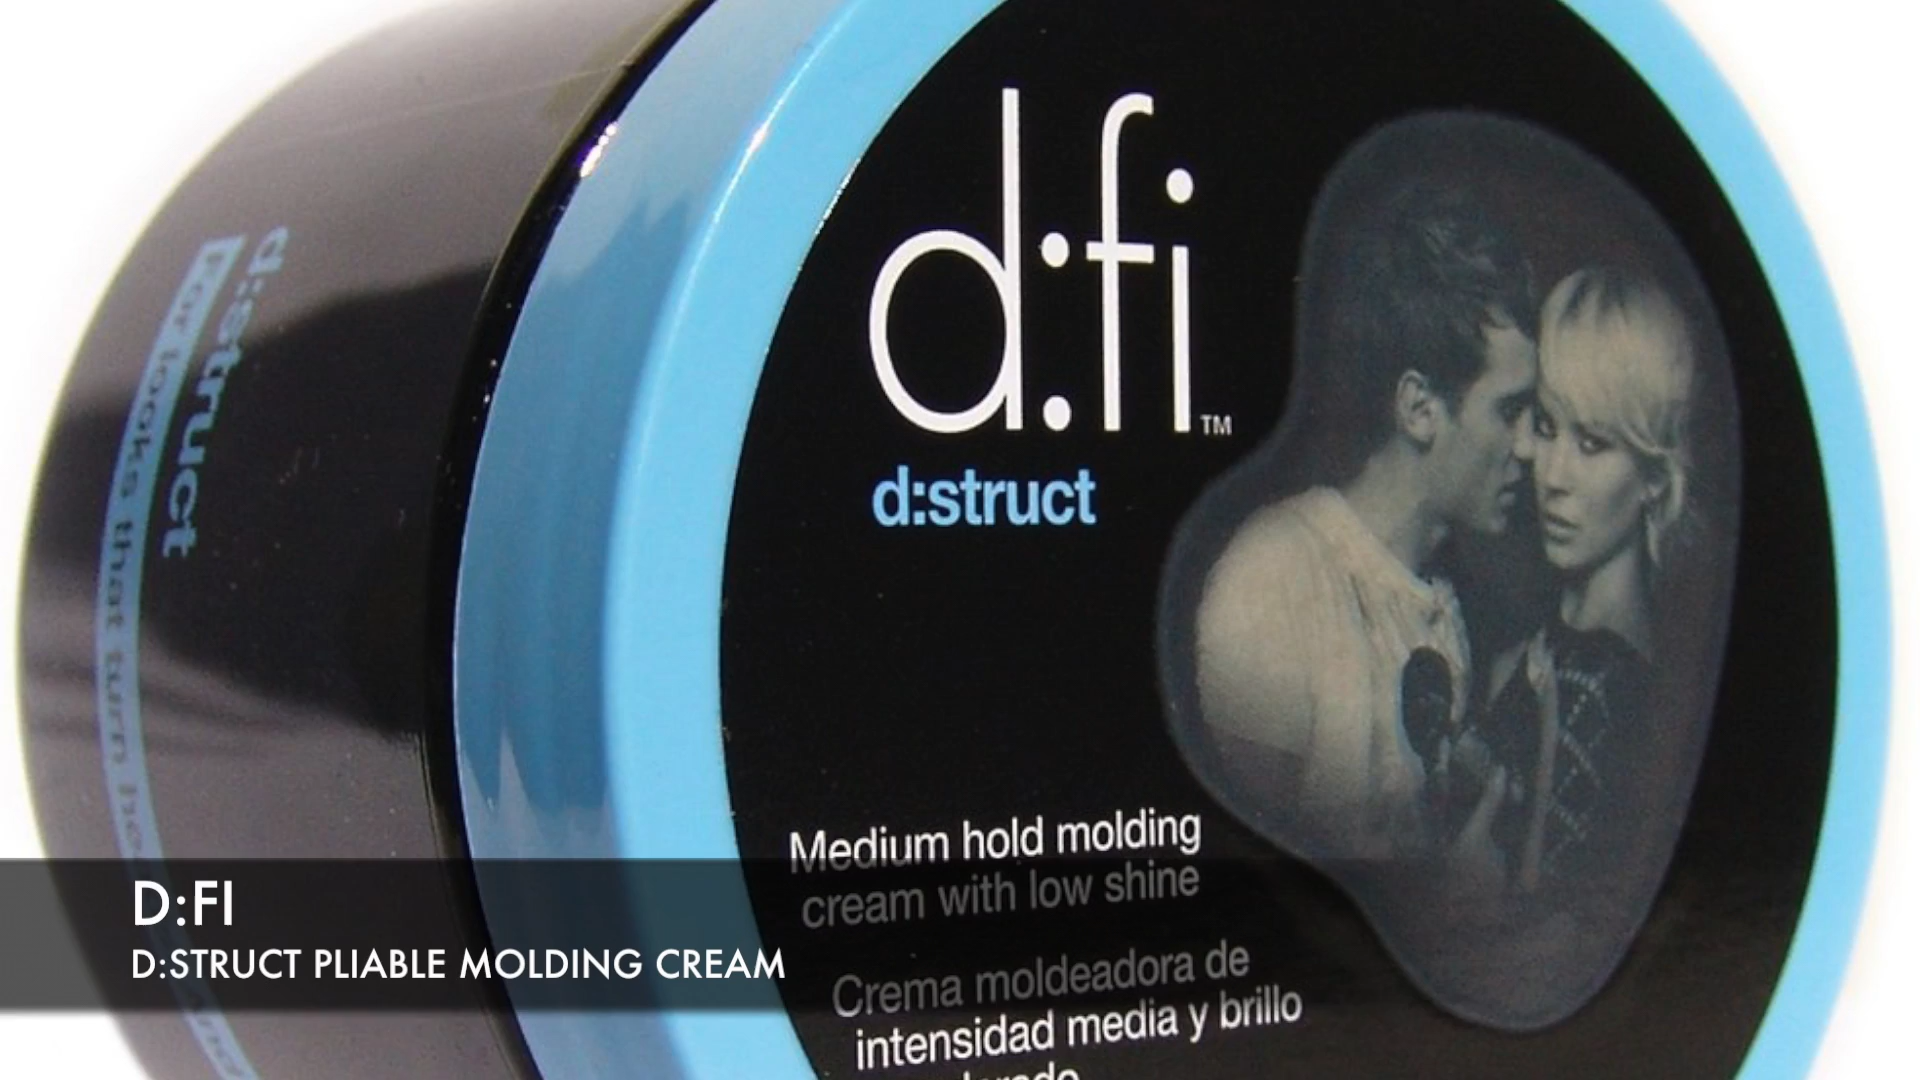 d:fi™
d:struct
Medium hold molding
cream with low shine
Crema moldeadora de
intensidad media y brillo
d:struct
For looks that turn
D:FI
D:STRUCT PLIABLE MOLDING CREAM